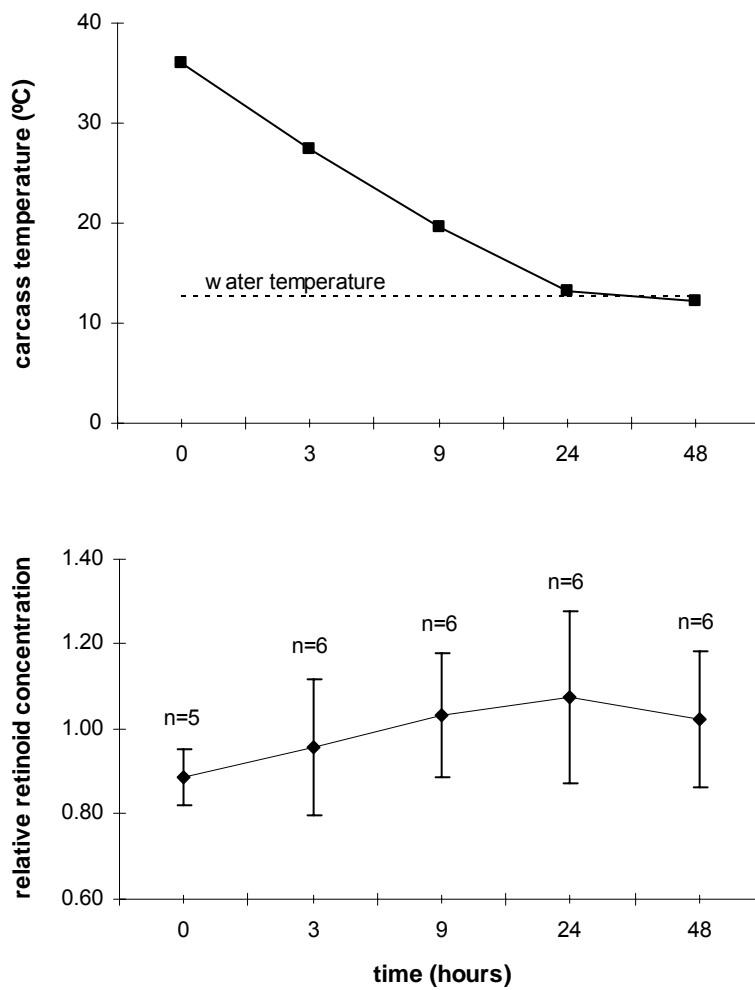 carcass temperature (ºC)
40
30
20
10
0
water temperature
0 3 9 24 48
relative retinoid concentration
1.40
1.20
1.00
0.80
0.60
n=5
n=6
n=6
n=6
n=6
0 3 9 24 48
time (hours)